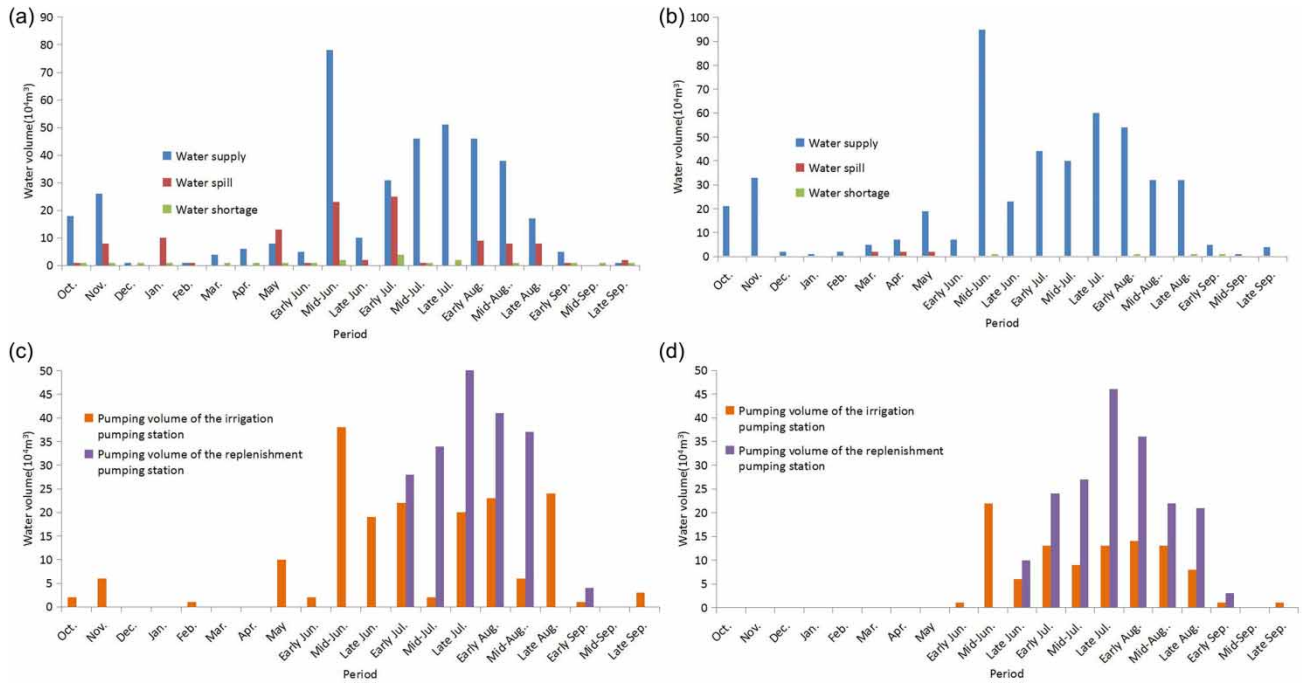 (a)
90
80
70
60
50
40
30
20
10
0
Water volume(10⁴m³)
Water supply
Water spill
Water shortage
Oct.
Nov.
Dec.
Jan.
Feb.
Mar.
Apr.
May
Early Jun.
Mid-Jun.
Late Jun.
Early Jul.
Mid-Jul.
Late Jul.
Early Aug.
Mid-Aug..
Late Aug.
Early Sep.
Mid-Sep.
Late Sep.
Period
(b)
100
90
80
70
60
50
40
30
20
10
0
Water volume(10⁴m³)
Water supply
Water spill
Water shortage
Oct.
Nov.
Dec.
Jan.
Feb.
Mar.
Apr.
May
Early Jun.
Mid-Jun.
Late Jun.
Early Jul.
Mid-Jul.
Late Jul.
Early Aug.
Mid-Aug..
Late Aug.
Early Sep.
Mid-Sep.
Late Sep.
Period
(c)
50
45
40
35
30
25
20
15
10
5
0
Water volume(10⁴m³)
Pumping volume of the irrigation
pumping station
Pumping volume of the replenishment
pumping station
Oct.
Nov.
Dec.
Jan.
Feb.
Mar.
Apr.
May
Early Jun.
Mid-Jun.
Late Jun.
Early Jul.
Mid-Jul.
Late Jul.
Early Aug.
Mid-Aug..
Late Aug.
Early Sep.
Mid-Sep.
Late Sep.
Period
(d)
50
45
40
35
30
25
20
15
10
5
0
Water volume(10⁴m³)
Pumping volume of the irrigation
pumping station
Pumping volume of the replenishment
pumping station
Oct.
Nov.
Dec.
Jan.
Feb.
Mar.
Apr.
May
Early Jun.
Mid-Jun.
Late Jun.
Early Jul.
Mid-Jul.
Late Jul.
Early Aug.
Mid-Aug..
Late Aug.
Early Sep.
Mid-Sep.
Late Sep.
Period